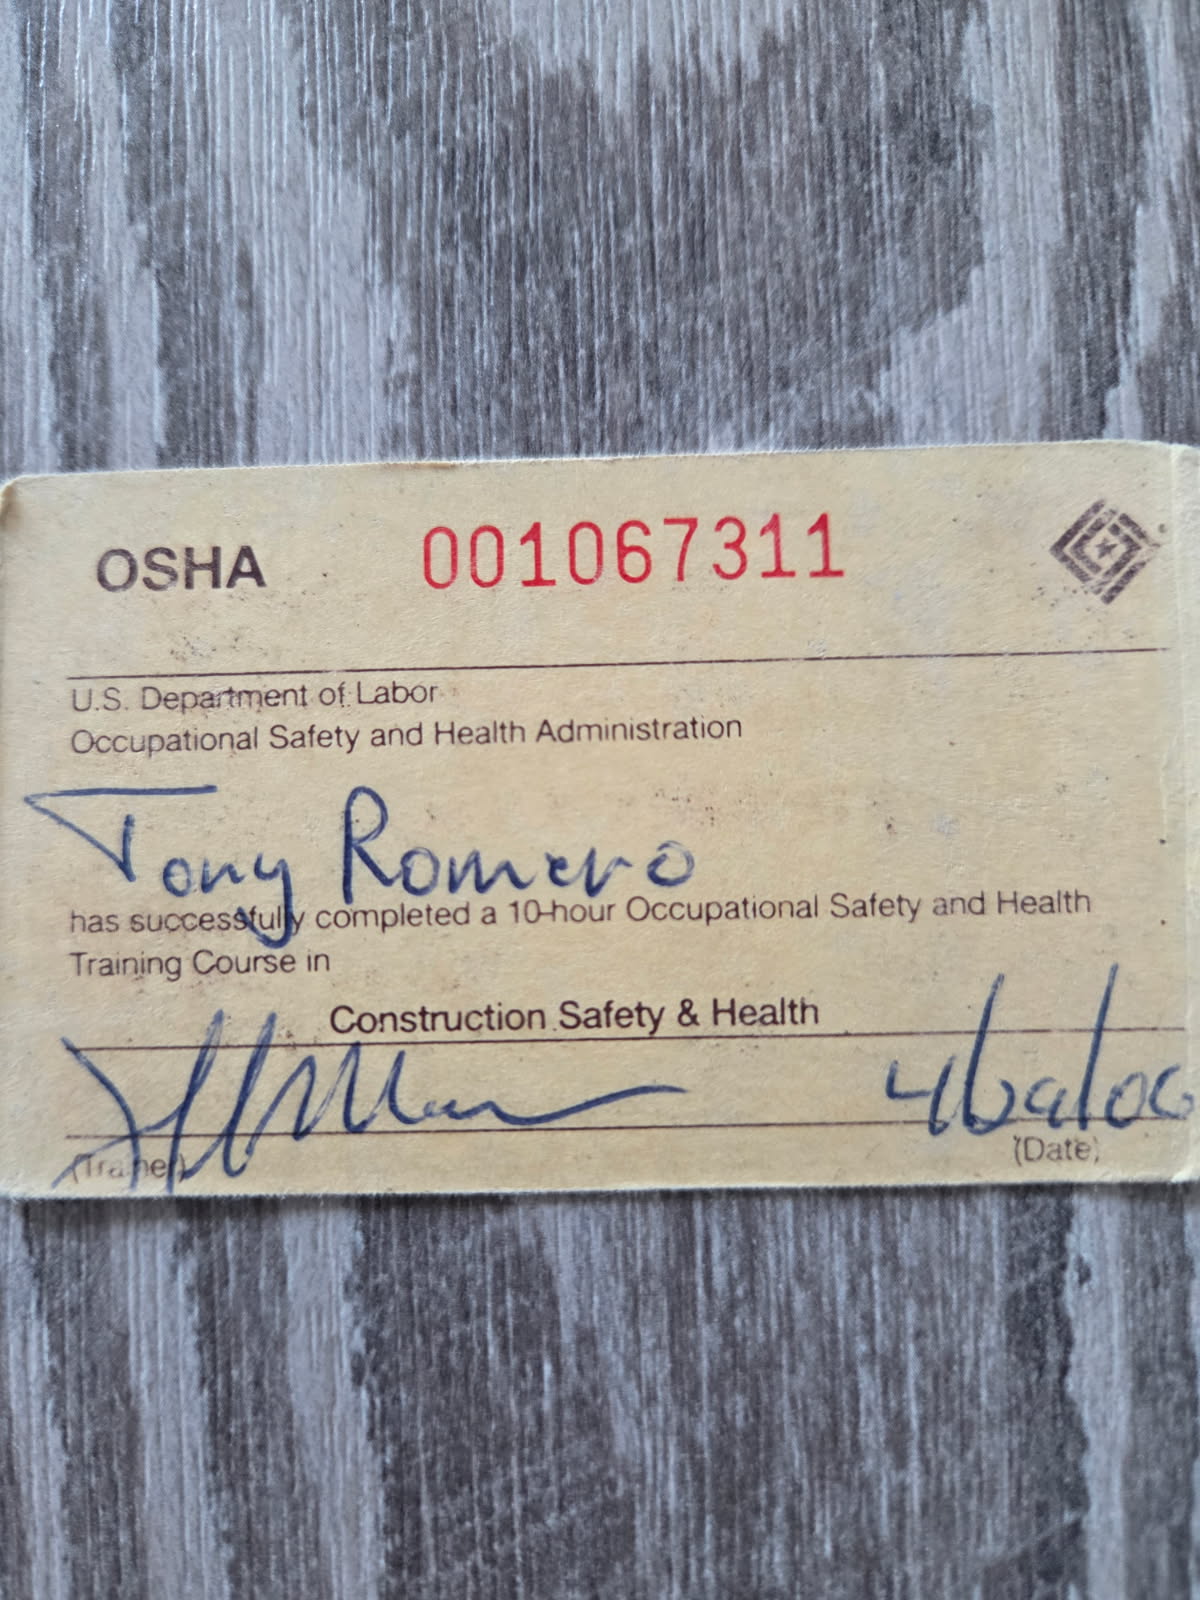 OSHA 001067311
U.S. Department of Labor
Occupational Safety and Health Administration
Tony Romero
has successfully completed a 10-hour Occupational Safety and Health
Training Course in
Construction Safety & Health
(Trainer)
(Date)